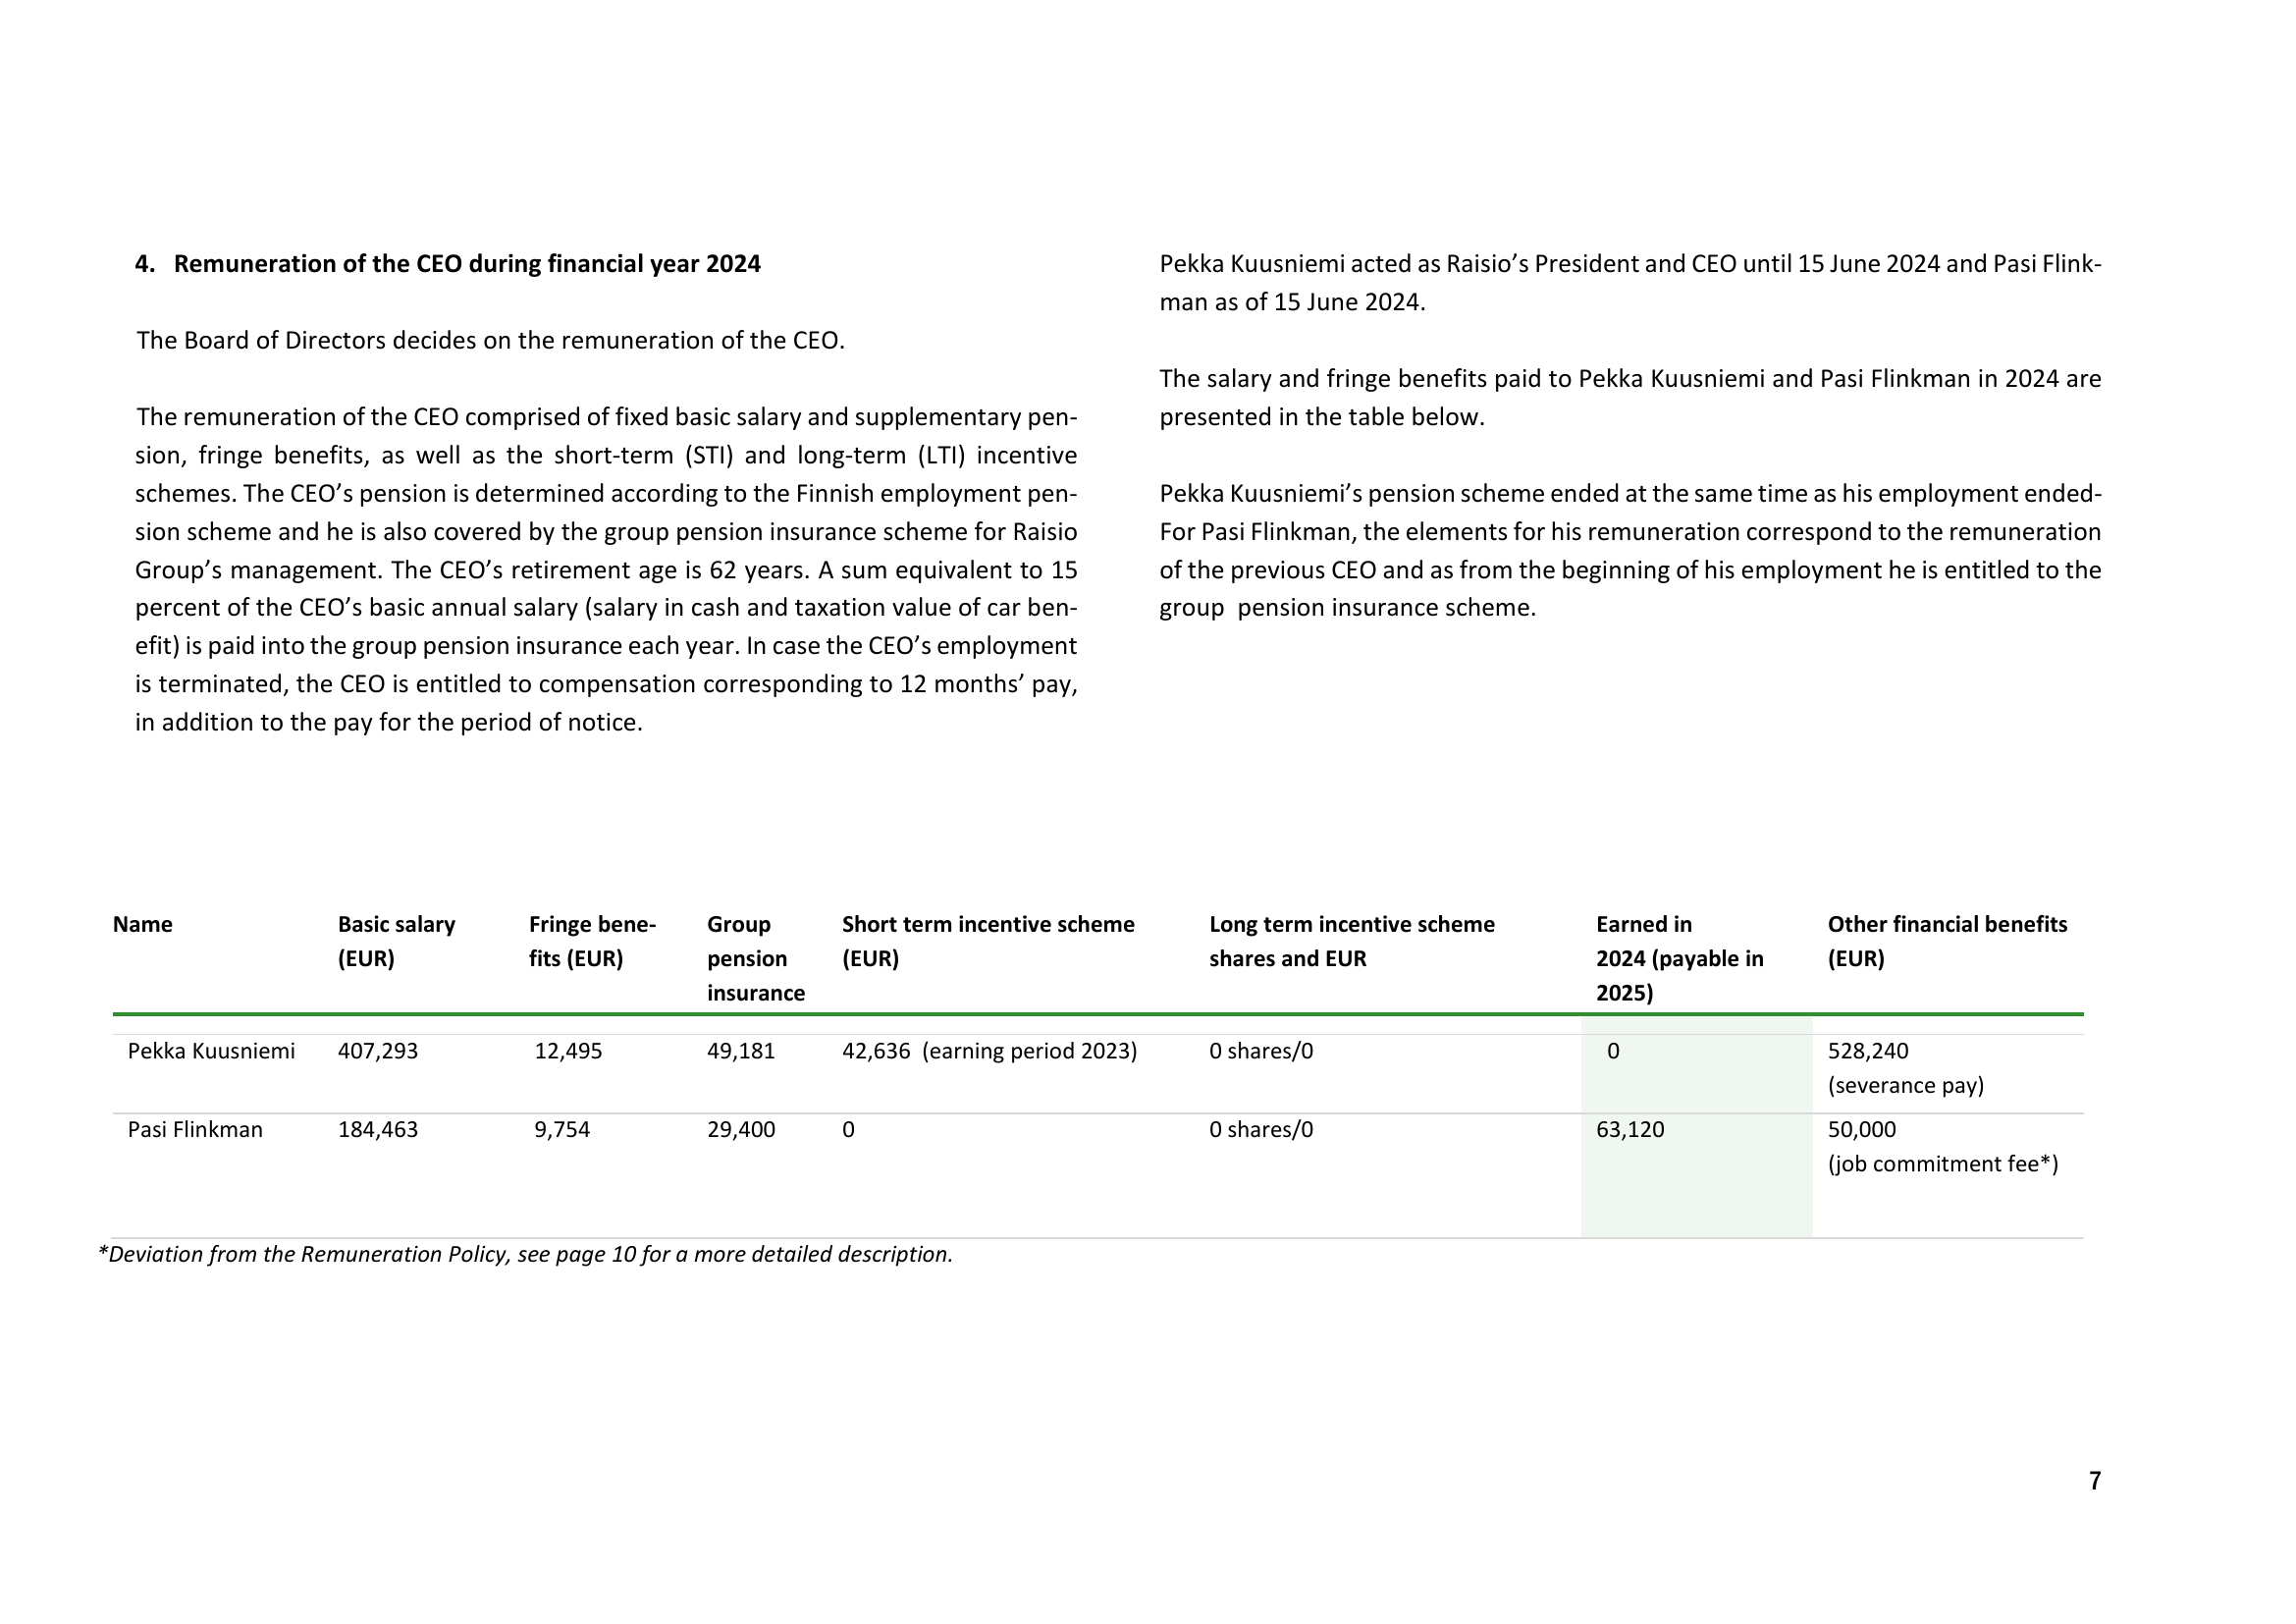 4. Remuneration of the CEO during financial year 2024
The Board of Directors decides on the remuneration of the CEO.
The remuneration of the CEO comprised of fixed basic salary and supplementary pen-
sion, fringe benefits, as well as the short-term (STI) and long-term (LTI) incentive
schemes. The CEO’s pension is determined according to the Finnish employment pen-
sion scheme and he is also covered by the group pension insurance scheme for Raisio
Group’s management. The CEO’s retirement age is 62 years. A sum equivalent to 15
percent of the CEO’s basic annual salary (salary in cash and taxation value of car ben-
efit) is paid into the group pension insurance each year. In case the CEO’s employment
is terminated, the CEO is entitled to compensation corresponding to 12 months’ pay,
in addition to the pay for the period of notice.
Pekka Kuusniemi acted as Raisio’s President and CEO until 15 June 2024 and Pasi Flink-
man as of 15 June 2024.
The salary and fringe benefits paid to Pekka Kuusniemi and Pasi Flinkman in 2024 are
presented in the table below.
Pekka Kuusniemi’s pension scheme ended at the same time as his employment ended-
For Pasi Flinkman, the elements for his remuneration correspond to the remuneration
of the previous CEO and as from the beginning of his employment he is entitled to the
group pension insurance scheme.
Name Basic salary Fringe bene- Group Short term incentive scheme Long term incentive scheme Earned in Other financial benefits
(EUR) fits (EUR) pension (EUR) shares and EUR 2024 (payable in (EUR)
insurance 2025)
Pekka Kuusniemi 407,293 12,495 49,181 42,636 (earning period 2023) 0 shares/0 0 528,240
(severance pay)
Pasi Flinkman 184,463 9,754 29,400 0 0 shares/0 63,120 50,000
(job commitment fee*)
*Deviation from the Remuneration Policy, see page 10 for a more detailed description.
7